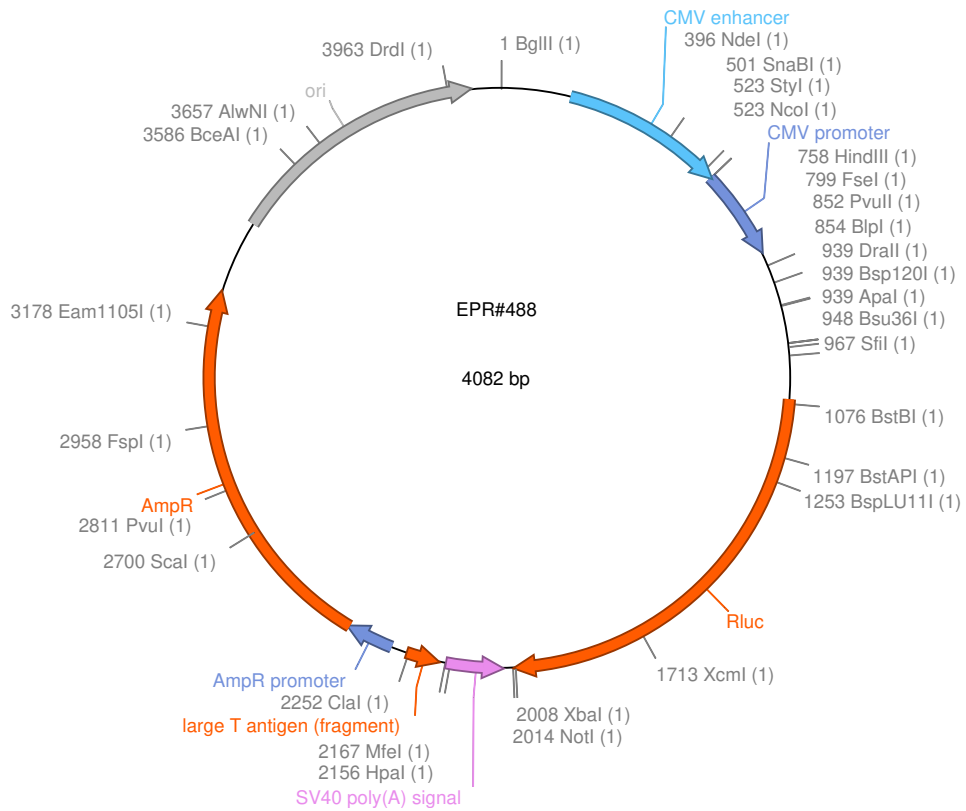 CMV enhancer
396 NdeI (1)
3963 DrdI (1)
1 BglII (1)
501 SnaBI (1)
523 StyI (1)
ori
523 NcoI (1)
3657 AlwNI (1)
CMV promoter
3586 BceAI (1)
758 HindIII (1)
799 FseI (1)
852 PvuII (1)
854 BlpI (1)
939 DraII (1)
939 Bsp120I (1)
939 ApaI (1)
EPR#488
3178 Eam1105I (1)
948 Bsu36I (1)
967 SfiI (1)
4082 bp
1076 BstBI (1)
2958 FspI (1)
1197 BstAPI (1)
1253 BspLU11I (1)
AmpR
2811 PvuI (1)
2700 ScaI (1)
Rluc
1713 XcmI (1)
AmpR promoter
2252 ClaI (1)
large T antigen (fragment)
2008 XbaI (1)
2014 NotI (1)
2167 MfeI (1)
2156 HpaI (1)
SV40 poly(A) signal